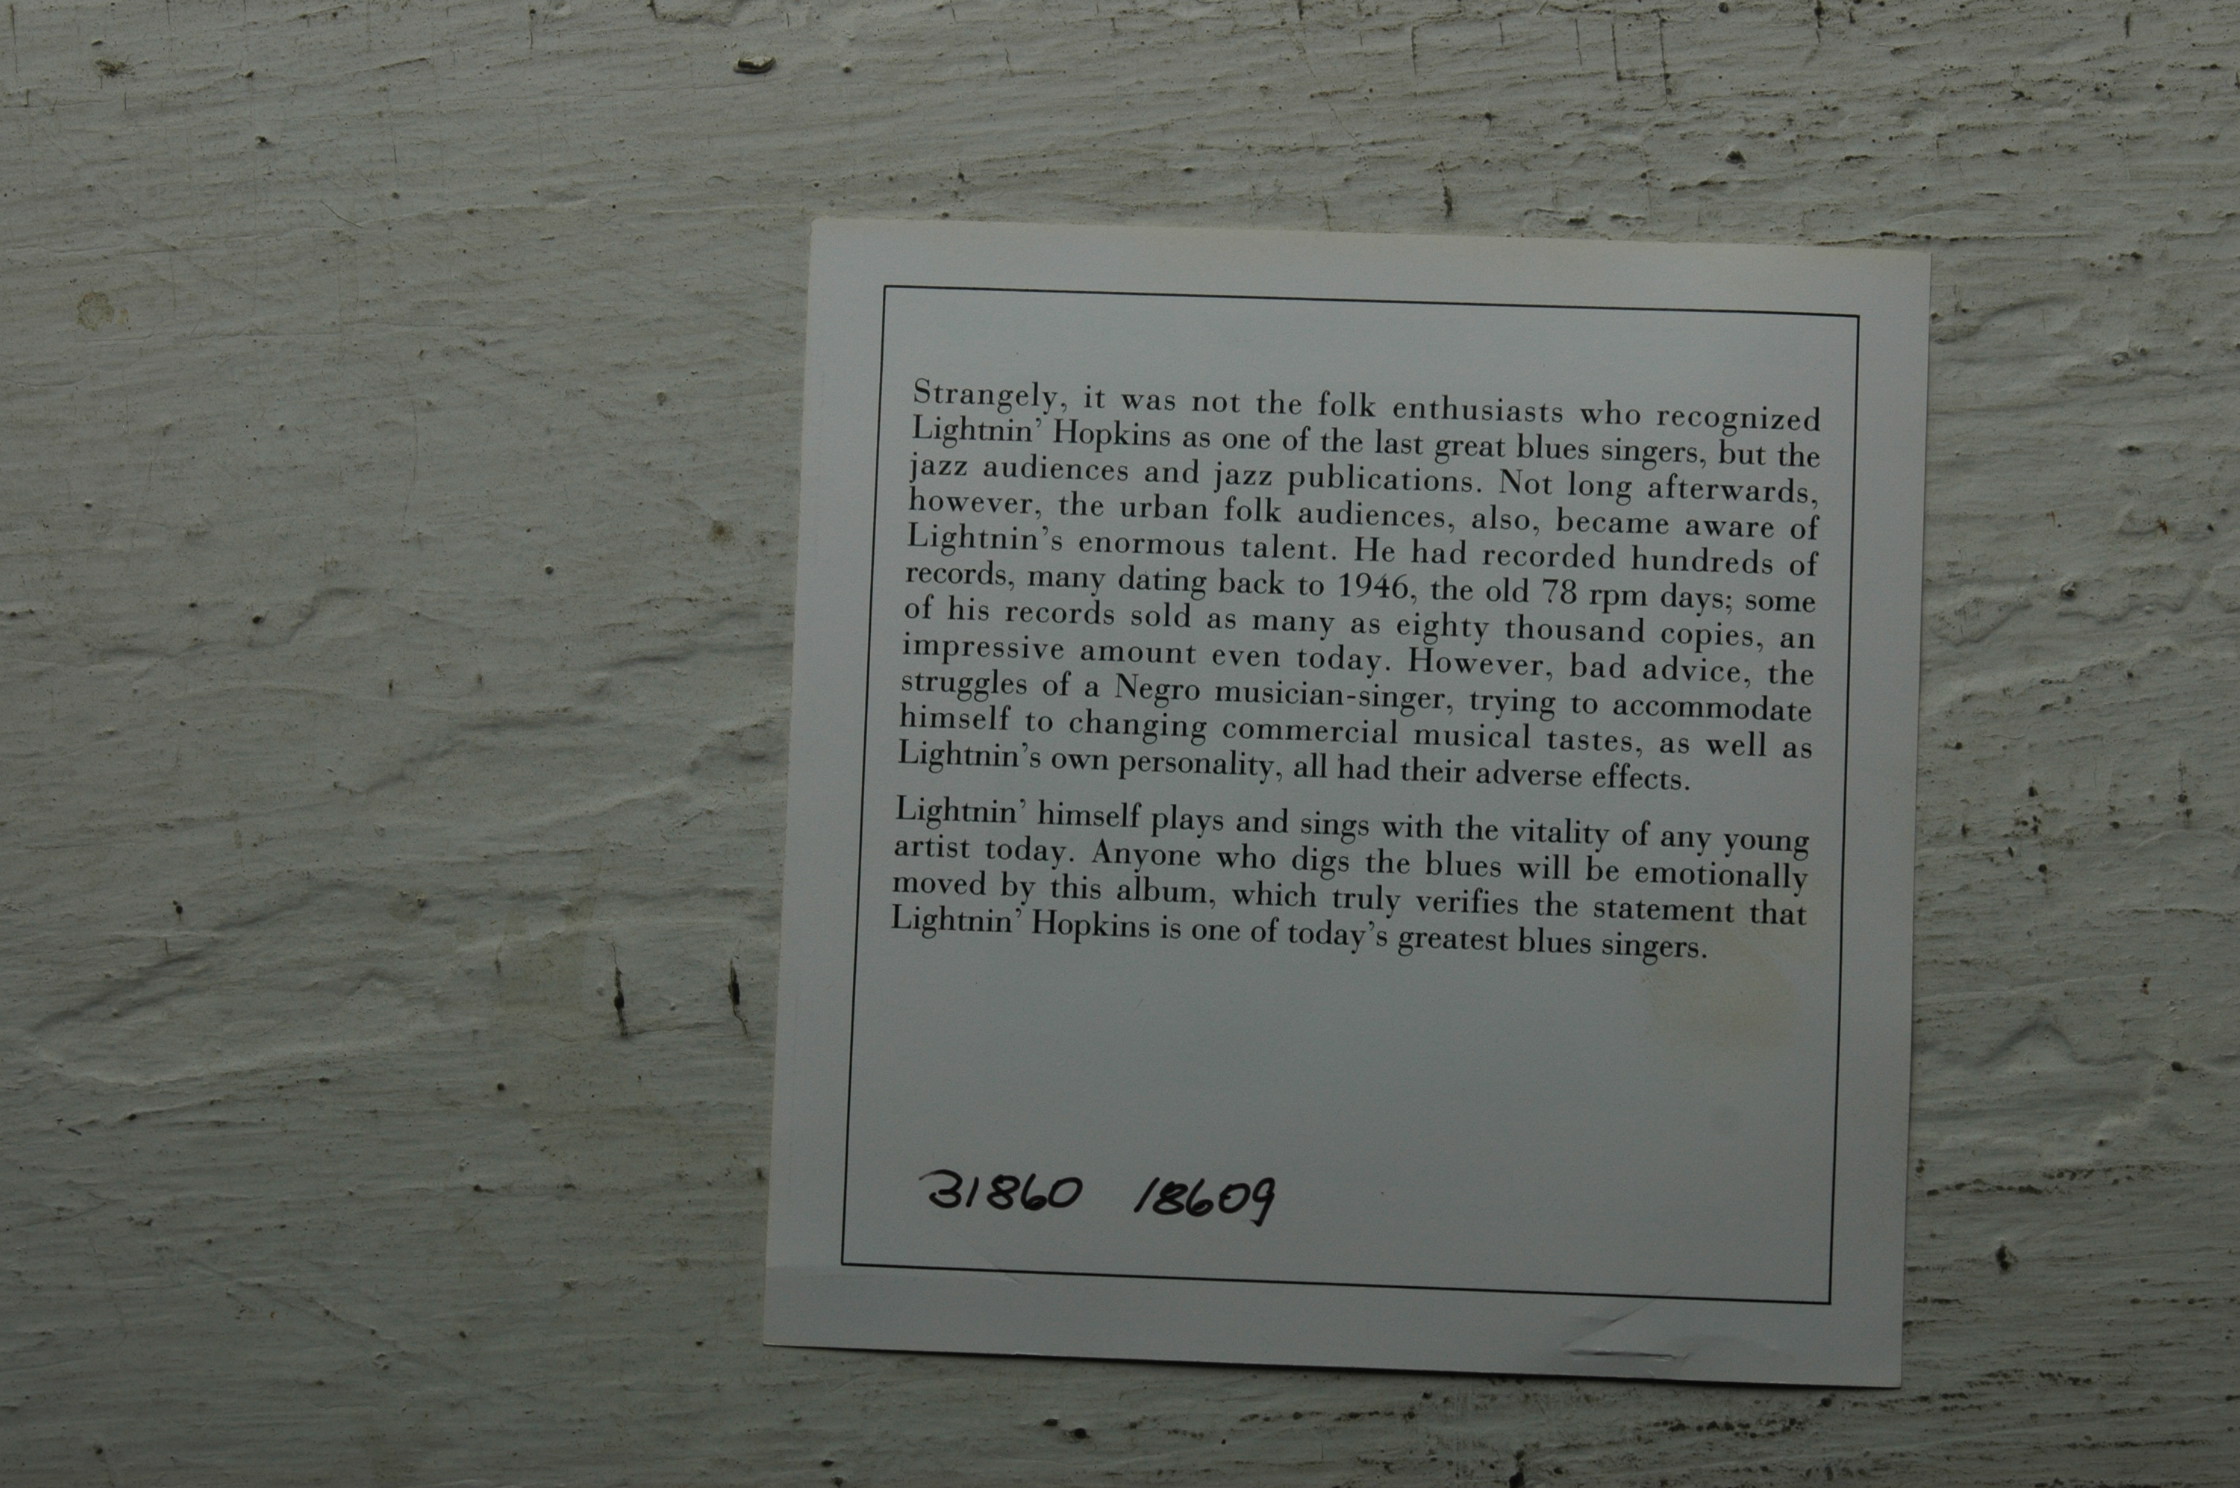 Strangely, it was not the folk enthusiasts who recognized
Lightnin' Hopkins as one of the last great blues singers, but the
jazz audiences and jazz publications. Not long afterwards,
however, the urban folk audiences, also, became aware of
Lightnin's enormous talent. He had recorded hundreds of
records, many dating back to 1946, the old 78 rpm days; some
of his records sold as many as eighty thousand copies, an
impressive amount even today. However, bad advice, the
struggles of a Negro musician-singer, trying to accommodate
himself to changing commercial musical tastes, as well as
Lightnin's own personality, all had their adverse effects.
Lightnin' himself plays and sings with the vitality of any young
artist today. Anyone who digs the blues will be emotionally
moved by this album, which truly verifies the statement that
Lightnin' Hopkins is one of today's greatest blues singers.
31860 18609